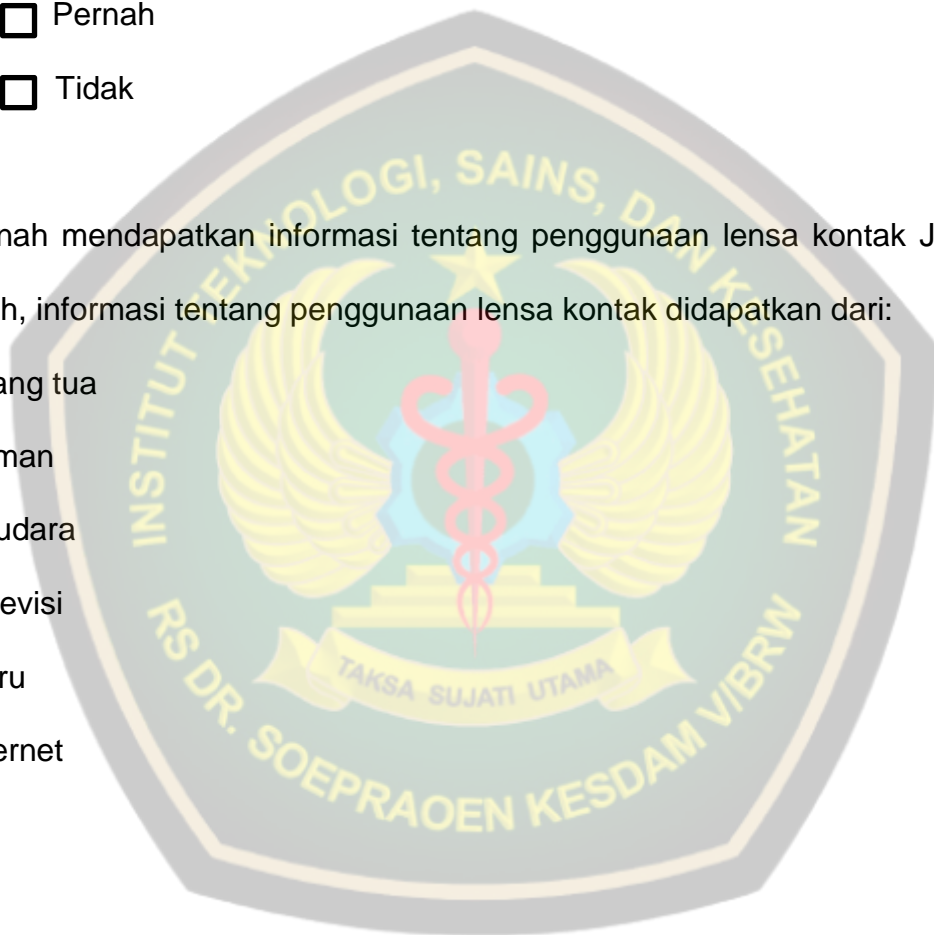 Pernah
Tidak
nah mendapatkan informasi tentang penggunaan lensa kontak J
h, informasi tentang penggunaan lensa kontak didapatkan dari:
ang tua
man
udara
evisi
ru
ernet
INSTITUT TEKNOLOGI, SAINS, DAN KESEHATAN
TAKSA SUJATI UTAMA
RS DR. SOEPRAOEN KESDAM V/BRW